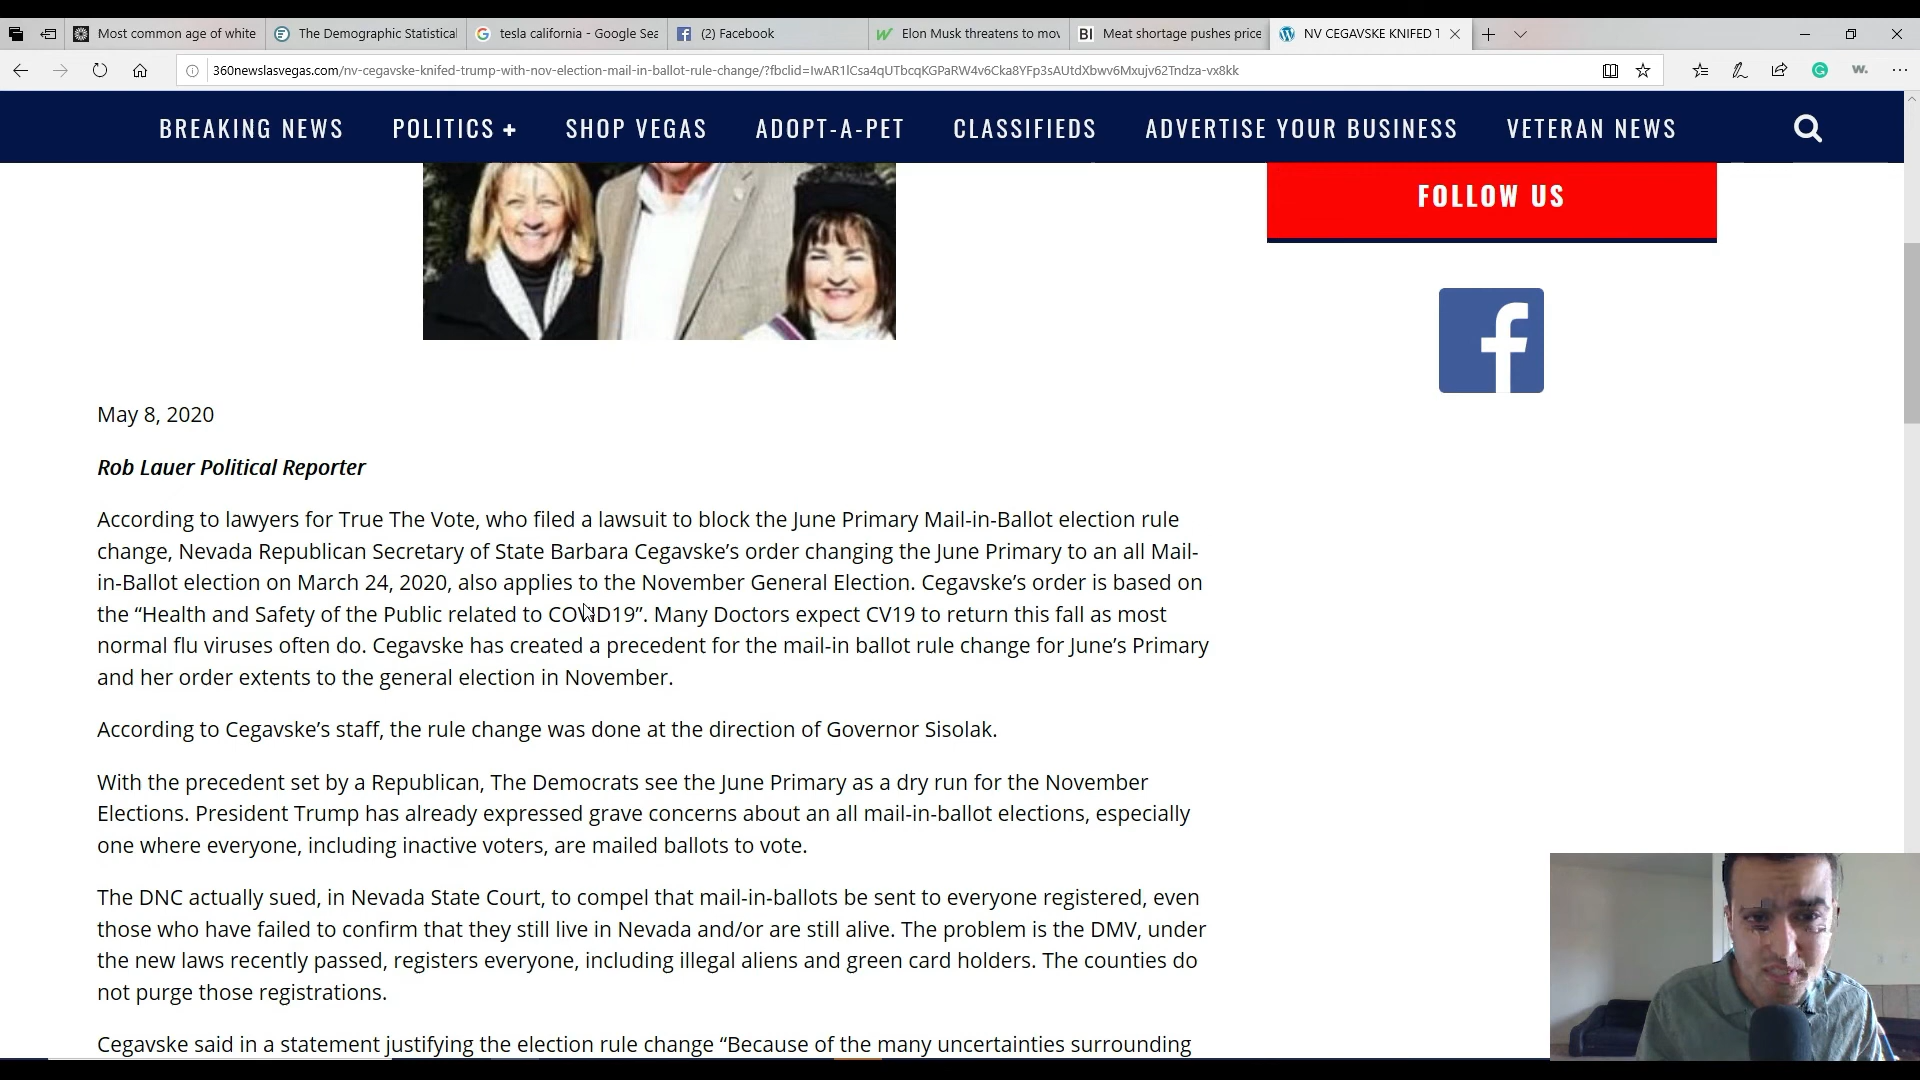 Most common age of white
The Demographic Statistical
tesla california - Google Sea
(2) Facebook
Elon Musk threatens to mov
BI Meat shortage pushes price
NV CEGAVSKE KNIFED T
360newslasvegas.com/nv-cegavske-knifed-trump-with-nov-election-mail-in-ballot-rule-change/?fbclid=IwAR1lCsa4qUTbcqKGPaRW4v6Cka8YFp3sAUtdXbwv6Mxujv62Tndza-vx8kk
BREAKING NEWS POLITICS + SHOP VEGAS ADOPT-A-PET CLASSIFIEDS ADVERTISE YOUR BUSINESS VETERAN NEWS
FOLLOW US
May 8, 2020
Rob Lauer Political Reporter
According to lawyers for True The Vote, who filed a lawsuit to block the June Primary Mail-in-Ballot election rule
change, Nevada Republican Secretary of State Barbara Cegavske’s order changing the June Primary to an all Mail-
in-Ballot election on March 24, 2020, also applies to the November General Election. Cegavske’s order is based on
the “Health and Safety of the Public related to COVID19”. Many Doctors expect CV19 to return this fall as most
normal flu viruses often do. Cegavske has created a precedent for the mail-in ballot rule change for June’s Primary
and her order extents to the general election in November.
According to Cegavske’s staff, the rule change was done at the direction of Governor Sisolak.
With the precedent set by a Republican, The Democrats see the June Primary as a dry run for the November
Elections. President Trump has already expressed grave concerns about an all mail-in-ballot elections, especially
one where everyone, including inactive voters, are mailed ballots to vote.
The DNC actually sued, in Nevada State Court, to compel that mail-in-ballots be sent to everyone registered, even
those who have failed to confirm that they still live in Nevada and/or are still alive. The problem is the DMV, under
the new laws recently passed, registers everyone, including illegal aliens and green card holders. The counties do
not purge those registrations.
Cegavske said in a statement justifying the election rule change “Because of the many uncertainties surrounding